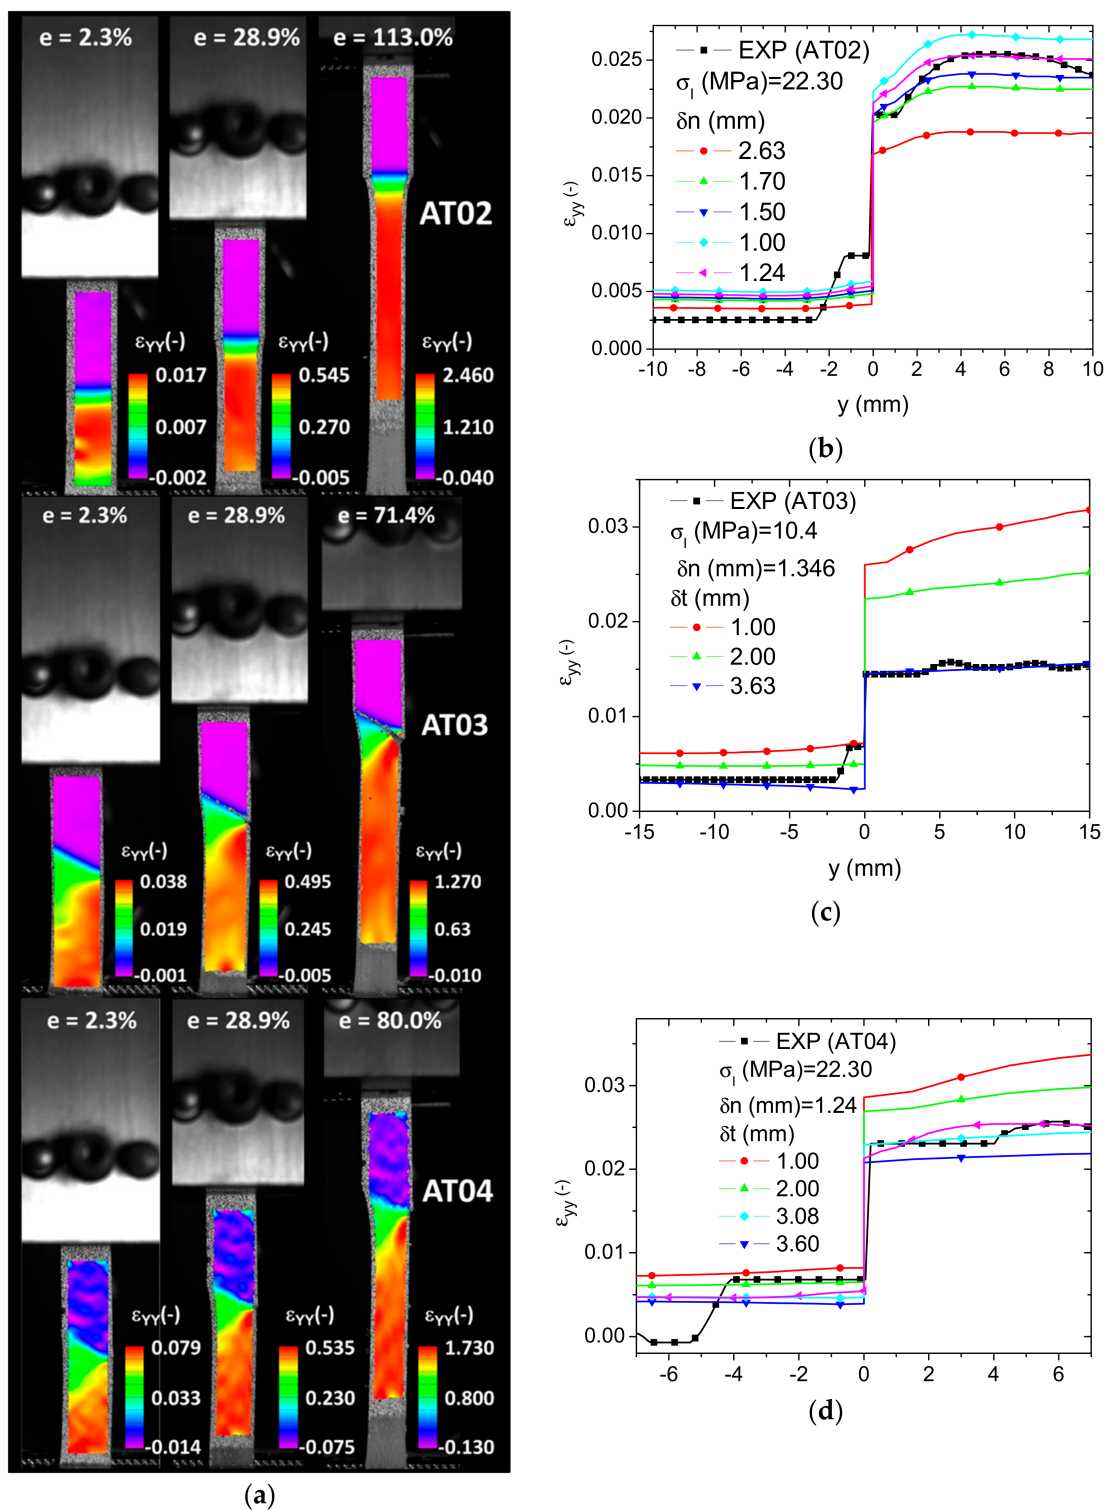 e = 2.3%
e = 28.9%
e = 113.0%
AT02
εYY(-)
0.017
0.007
-0.002
εYY(-)
0.545
0.270
-0.005
εYY(-)
2.460
1.210
-0.040
e = 2.3%
e = 28.9%
e = 71.4%
AT03
εYY(-)
0.038
0.019
-0.001
εYY(-)
0.495
0.245
-0.005
εYY(-)
1.270
0.63
-0.010
e = 2.3%
e = 28.9%
e = 80.0%
AT04
εYY(-)
0.079
0.033
-0.014
εYY(-)
0.535
0.230
-0.075
εYY(-)
1.730
0.800
-0.130
(a)
EXP (AT02)
σI (MPa)=22.30
δn (mm)
2.63
1.70
1.50
1.00
1.24
εyy (-)
0.025
0.020
0.015
0.010
0.005
0.000
-10 -8 -6 -4 -2 0 2 4 6 8 10
y (mm)
(b)
EXP (AT03)
σI (MPa)=10.4
δn (mm)=1.346
δt (mm)
1.00
2.00
3.63
εyy (-)
0.03
0.02
0.01
0.00
-15 -10 -5 0 5 10 15
y (mm)
(c)
EXP (AT04)
σI (MPa)=22.30
δn (mm)=1.24
δt (mm)
1.00
2.00
3.08
3.60
εyy (-)
0.03
0.02
0.01
0.00
-6 -4 -2 0 2 4 6
(d)